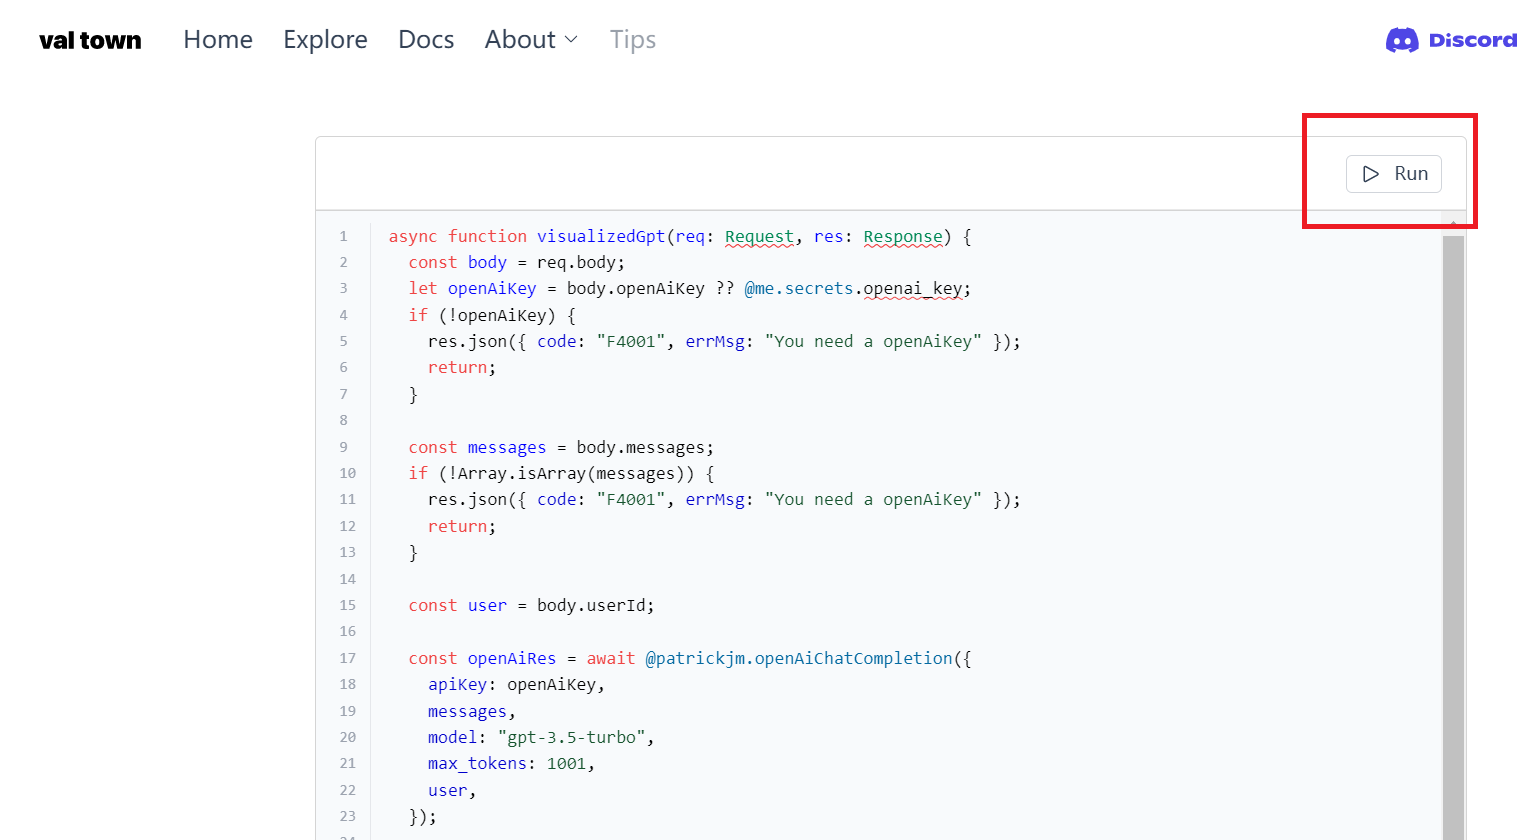 val town Home Explore Docs About Tips Discord
Run
1 async function visualizedGpt(req: Request, res: Response) {
2 const body = req.body;
3 let openAiKey = body.openAiKey ?? @me.secrets.openai_key;
4 if (!openAiKey) {
5 res.json({ code: "F4001", errMsg: "You need a openAiKey" });
6 return;
7 }
8
9 const messages = body.messages;
10 if (!Array.isArray(messages)) {
11 res.json({ code: "F4001", errMsg: "You need a openAiKey" });
12 return;
13 }
14
15 const user = body.userId;
16
17 const openAiRes = await @patrickjm.openAiChatCompletion({
18 apiKey: openAiKey,
19 messages,
20 model: "gpt-3.5-turbo",
21 max_tokens: 1001,
22 user,
23 });